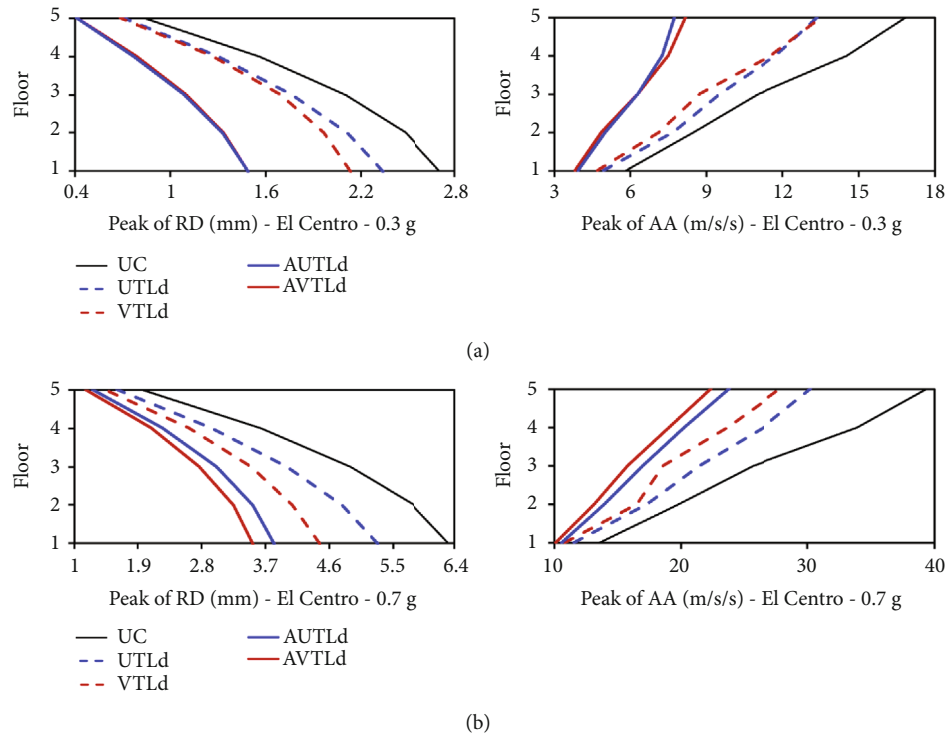 5
4
3
2
1
Floor
0.4 1 1.6 2.2 2.8
Peak of RD (mm) - El Centro - 0.3 g
5
4
3
2
1
Floor
3 6 9 12 15 18
Peak of AA (m/s/s) - El Centro - 0.3 g
UC
UTLd
VTLd
AUTLd
AVTLd
(a)
5
4
3
2
1
Floor
1 1.9 2.8 3.7 4.6 5.5 6.4
Peak of RD (mm) - El Centro - 0.7 g
5
4
3
2
1
Floor
10 20 30 40
Peak of AA (m/s/s) - El Centro - 0.7 g
UC
UTLd
VTLd
AUTLd
AVTLd
(b)